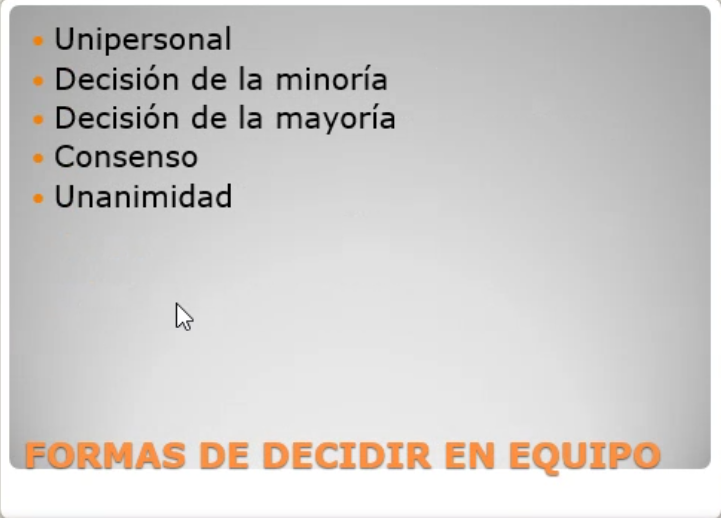 Unipersonal
Decisión de la minoría
Decisión de la mayoría
Consenso
Unanimidad
FORMAS DE DECIDIR EN EQUIPO